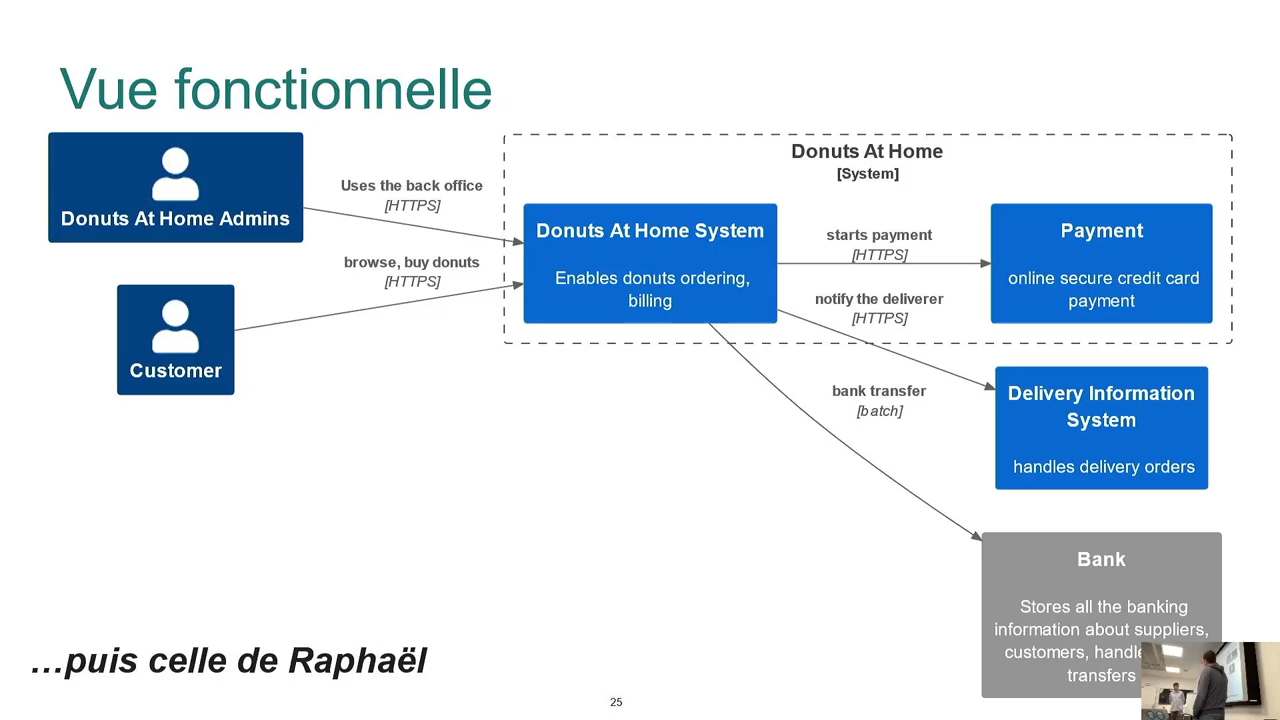 Vue fonctionnelle
Donuts At Home Admins
Uses the back office
[HTTPS]
browse, buy donuts
[HTTPS]
Customer
Donuts At Home
[System]
Donuts At Home System
Enables donuts ordering,
billing
starts payment
[HTTPS]
Payment
online secure credit card
payment
notify the deliverer
[HTTPS]
Delivery Information
System
handles delivery orders
bank transfer
[batch]
Bank
Stores all the banking
information about suppliers,
customers,
transfers
…puis celle de Raphaël
25